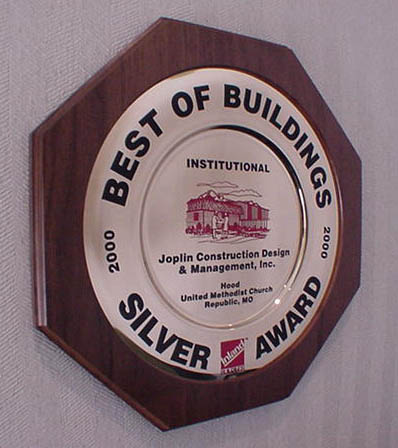 BEST OF BUILDINGS
2000
2000
INSTITUTIONAL
Joplin Construction Design
& Management, Inc.
Hood
United Methodist Church
Republic, MO
SILVER AWARD
inland